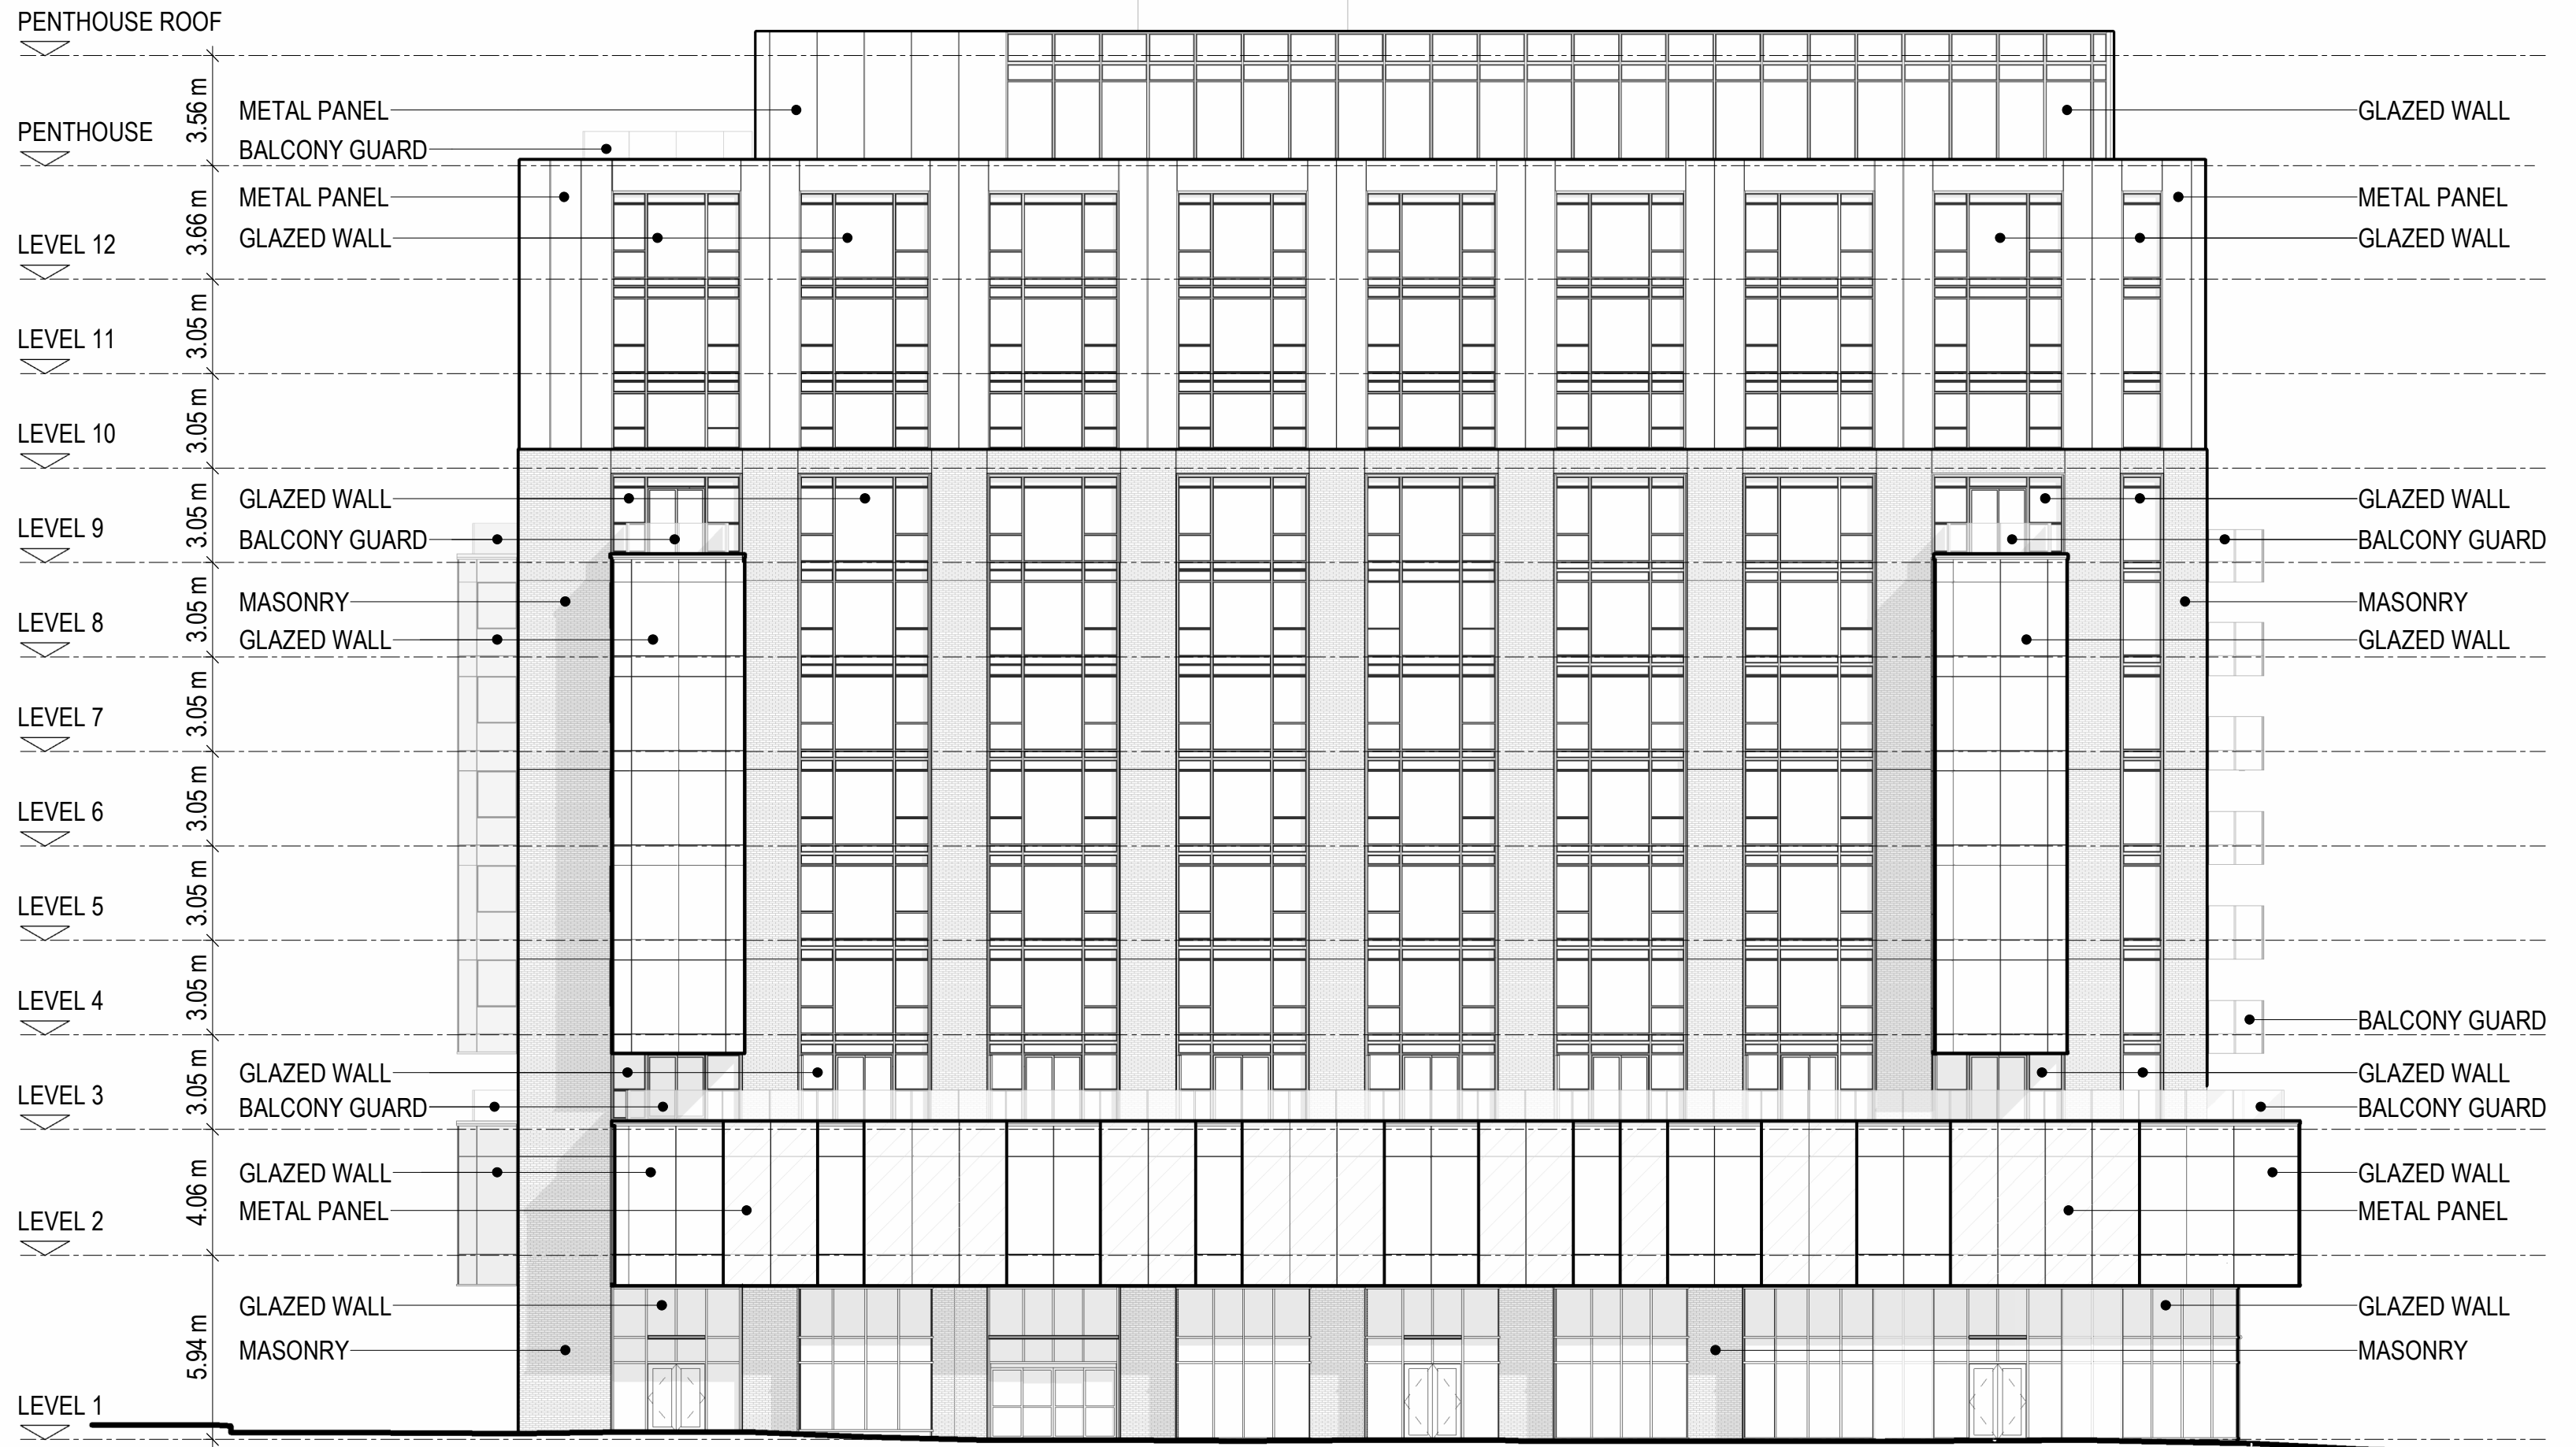 PENTHOUSE ROOF
3.56 m
METAL PANEL
GLAZED WALL
PENTHOUSE
BALCONY GUARD
METAL PANEL
METAL PANEL
3.66 m
GLAZED WALL
GLAZED WALL
LEVEL 12
3.05 m
LEVEL 11
3.05 m
LEVEL 10
GLAZED WALL
GLAZED WALL
3.05 m
LEVEL 9
BALCONY GUARD
BALCONY GUARD
MASONRY
MASONRY
3.05 m
LEVEL 8
GLAZED WALL
GLAZED WALL
3.05 m
LEVEL 7
3.05 m
LEVEL 6
3.05 m
LEVEL 5
3.05 m
LEVEL 4
BALCONY GUARD
GLAZED WALL
GLAZED WALL
3.05 m
LEVEL 3
BALCONY GUARD
BALCONY GUARD
GLAZED WALL
GLAZED WALL
4.06 m
METAL PANEL
METAL PANEL
LEVEL 2
GLAZED WALL
GLAZED WALL
5.94 m
MASONRY
MASONRY
LEVEL 1